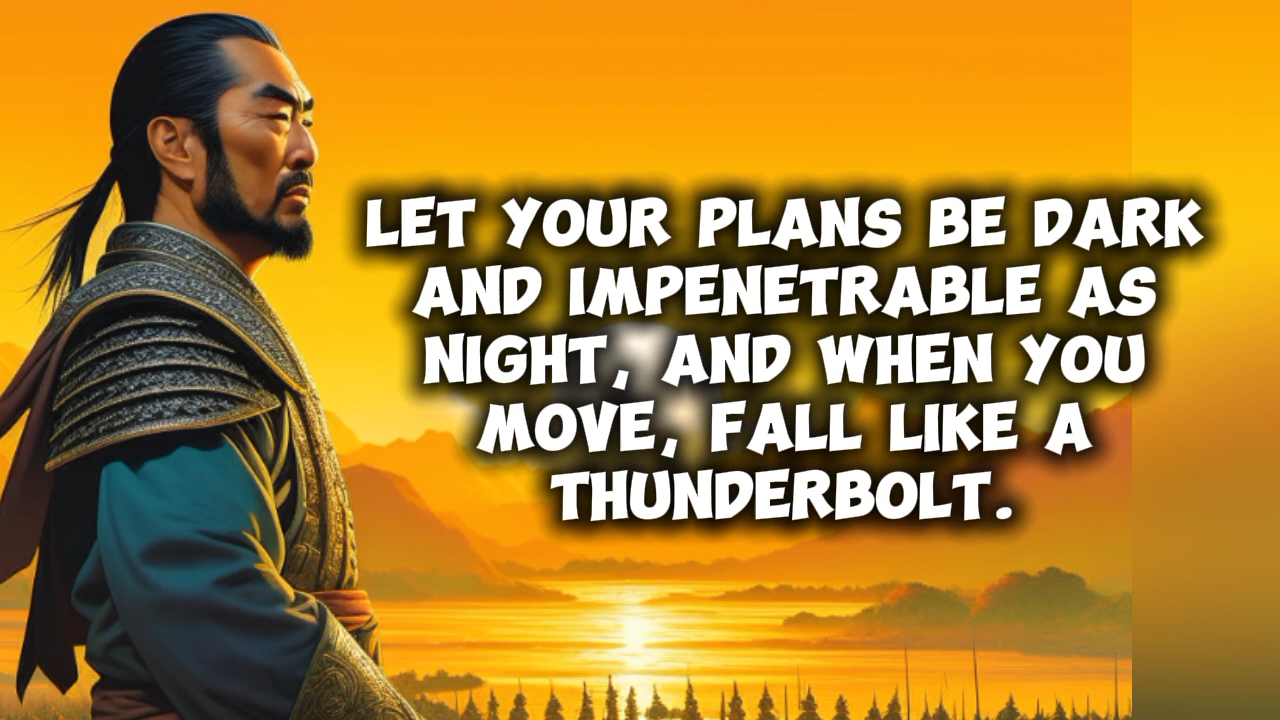 LET YOUR PLANS BE DARK
AND IMPENETRABLE AS
NIGHT, AND WHEN YOU
MOVE, FALL LIKE A
THUNDERBOLT.